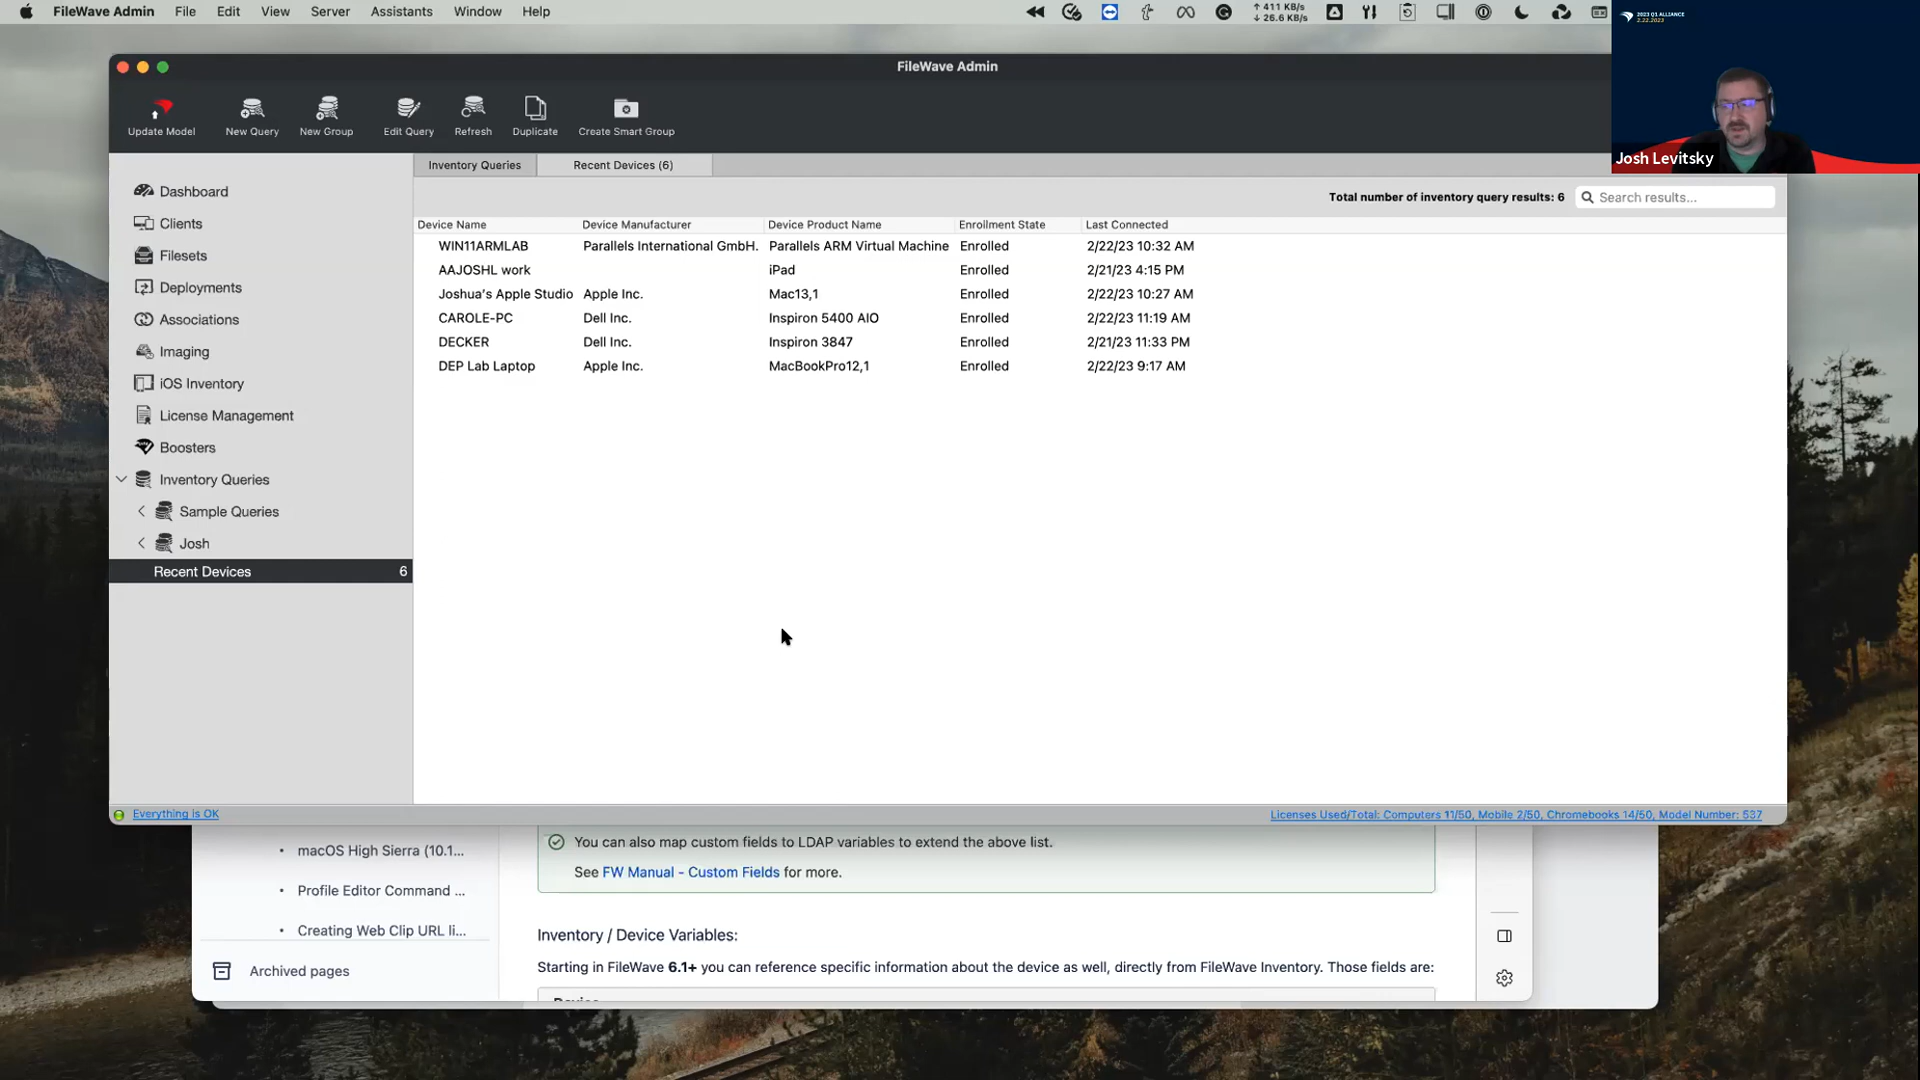 FileWave Admin File Edit View Server Assistants Window Help
↑ 411 KB/s
↓ 26.6 KB/s
2023 Q1 ALLIANCE
2.22.2023
Josh Levitsky
FileWave Admin
Update Model New Query New Group Edit Query Refresh Duplicate Create Smart Group
Dashboard
Clients
Filesets
Deployments
Associations
Imaging
iOS Inventory
License Management
Boosters
Inventory Queries
Sample Queries
Josh
Recent Devices 6
Inventory Queries Recent Devices (6)
Total number of inventory query results: 6 Search results...
Device Name Device Manufacturer Device Product Name Enrollment State Last Connected
WIN11ARMLAB Parallels International GmbH. Parallels ARM Virtual Machine Enrolled 2/22/23 10:32 AM
AAJOSHL work iPad Enrolled 2/21/23 4:15 PM
Joshua's Apple Studio Apple Inc. Mac13,1 Enrolled 2/22/23 10:27 AM
CAROLE-PC Dell Inc. Inspiron 5400 AIO Enrolled 2/22/23 11:19 AM
DECKER Dell Inc. Inspiron 3847 Enrolled 2/21/23 11:33 PM
DEP Lab Laptop Apple Inc. MacBookPro12,1 Enrolled 2/22/23 9:17 AM
Everything is OK Licenses Used/Total: Computers 11/50, Mobile 2/50, Chromebooks 14/50, Model Number: 537
• macOS High Sierra (10.1...
• Profile Editor Command ...
• Creating Web Clip URL li...
Archived pages
You can also map custom fields to LDAP variables to extend the above list.
See FW Manual - Custom Fields for more.
Inventory / Device Variables:
Starting in FileWave 6.1+ you can reference specific information about the device as well, directly from FileWave Inventory. Those fields are: